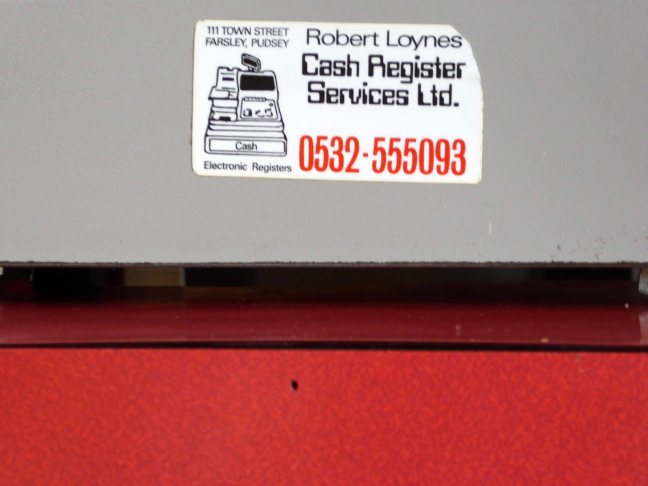 111 TOWN STREET
FARSLEY, PUDSEY
Robert Loynes
Cash Register
Services Ltd.
Cash
Electronic Registers
0532-555093